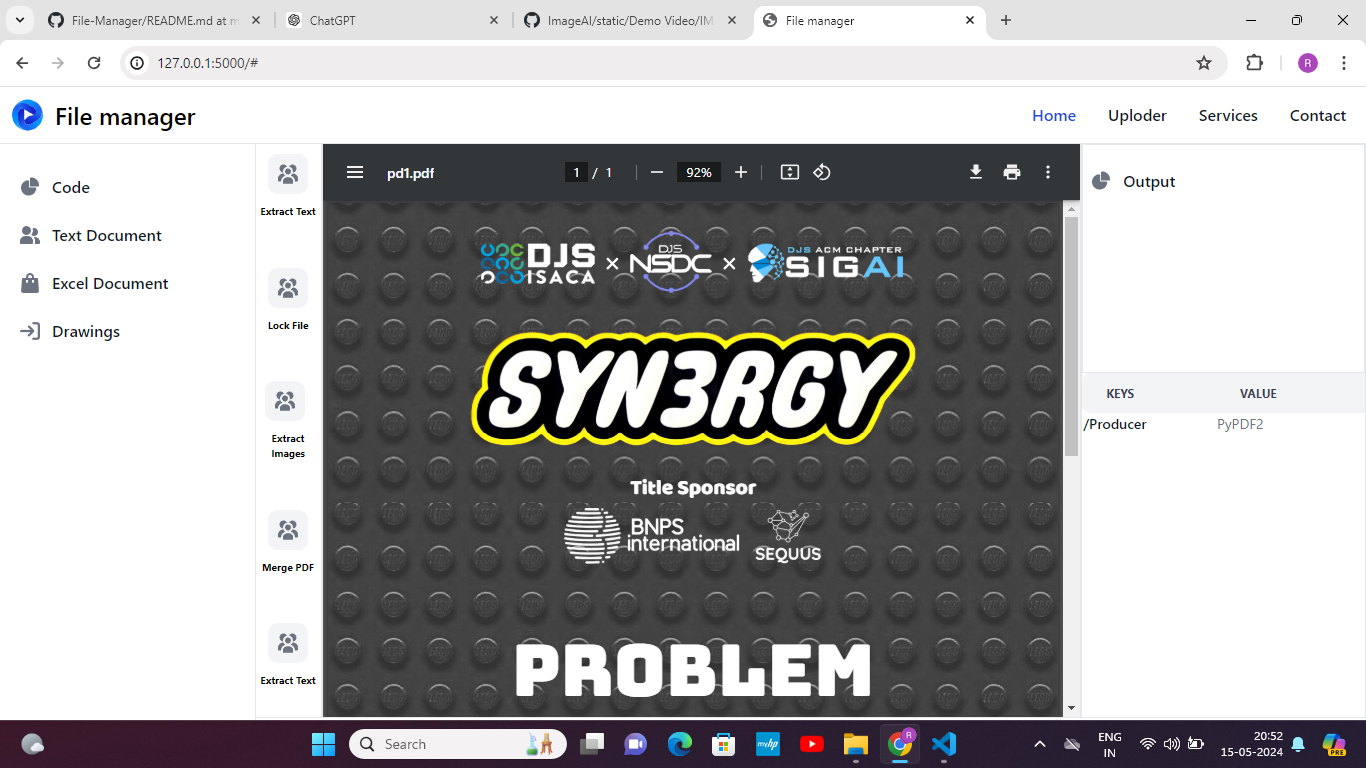 File-Manager/README.md at m
ChatGPT
ImageAI/static/Demo Video/IM
File manager
127.0.0.1:5000/#
R
File manager
Home
Uploder
Services
Contact
Code
Text Document
Excel Document
Drawings
Extract Text
Lock File
Extract
Images
Merge PDF
Extract Text
pd1.pdf
1 / 1
92%
DJS
ISACA
×
DJS
NSDC
×
DJS ACM CHAPTER
SIGAI
SYN3RGY
Title Sponsor
BNPS
international
SEQUUS
PROBLEM
Output
KEYS VALUE
/Producer PyPDF2
Search
myhp
R
ENG
IN
20:52
15-05-2024
PRE